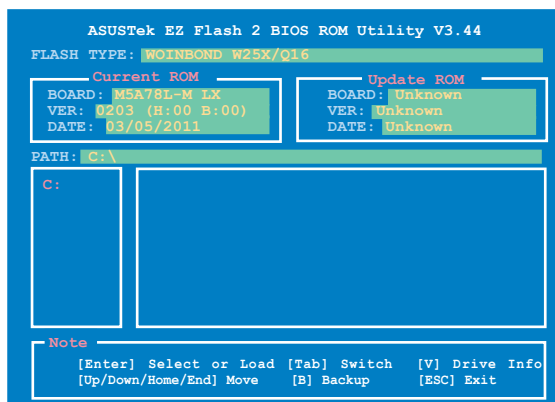 ASUSTek EZ Flash 2 BIOS ROM Utility V3.44
FLASH TYPE: WOINBOND W25X/Q16
Current ROM
BOARD: M5A78L-M LX
VER: 0203 (H:00 B:00)
DATE: 03/05/2011
Update ROM
BOARD: Unknown
VER: Unknown
DATE: Unknown
PATH: C:\
C:
Note
[Enter] Select or Load [Tab] Switch [V] Drive Info
[Up/Down/Home/End] Move [B] Backup [ESC] Exit